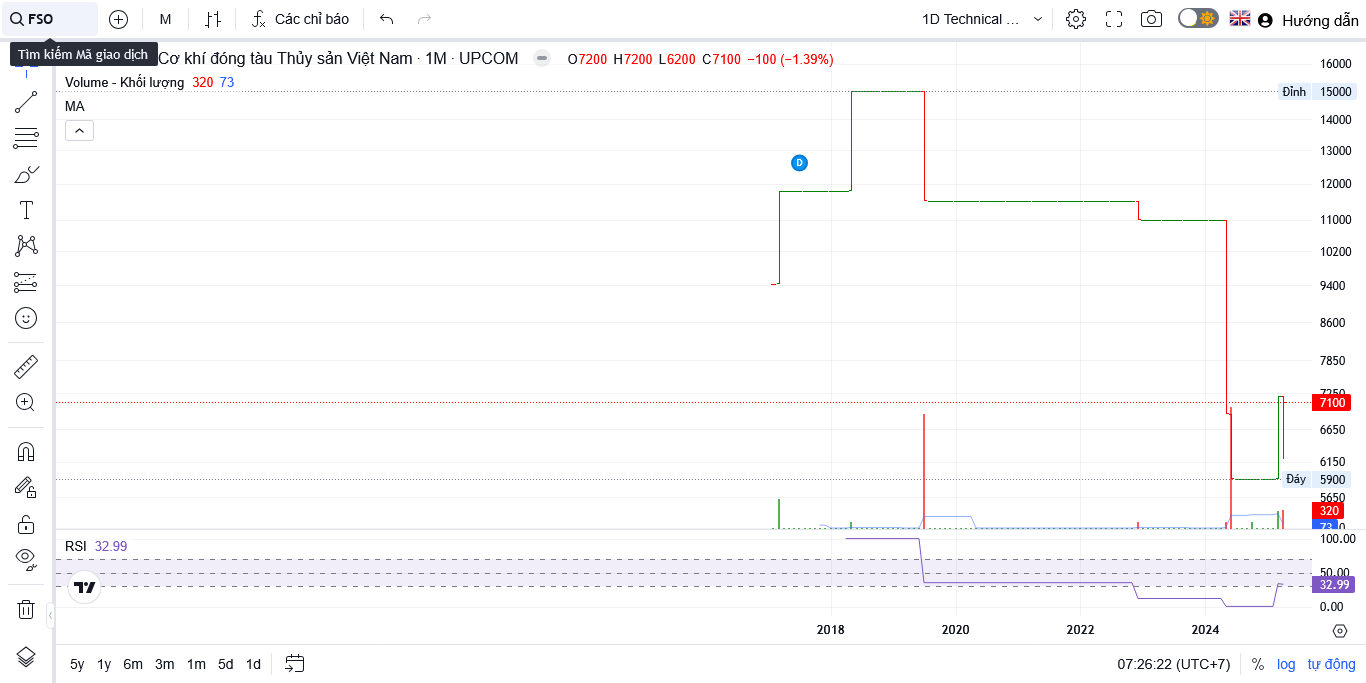 FSO M Các chỉ báo 1D Technical ... Hướng dẫn
Tìm kiếm Mã giao dịch
Cơ khí đóng tàu Thủy sản Việt Nam · 1M · UPCOM O7200 H7200 L6200 C7100 −100 (−1.39%)
Volume - Khối lượng 320 73
MA
D
16000
Đỉnh 15000
14000
13000
12000
11000
10200
9400
8600
7850
7250
7100
6650
6150
Đáy 5900
5650
320
73
RSI 32.99
100.00
50.00
32.99
0.00
2018 2020 2022 2024
5y 1y 6m 3m 1m 5d 1d 07:26:22 (UTC+7) % log tự động